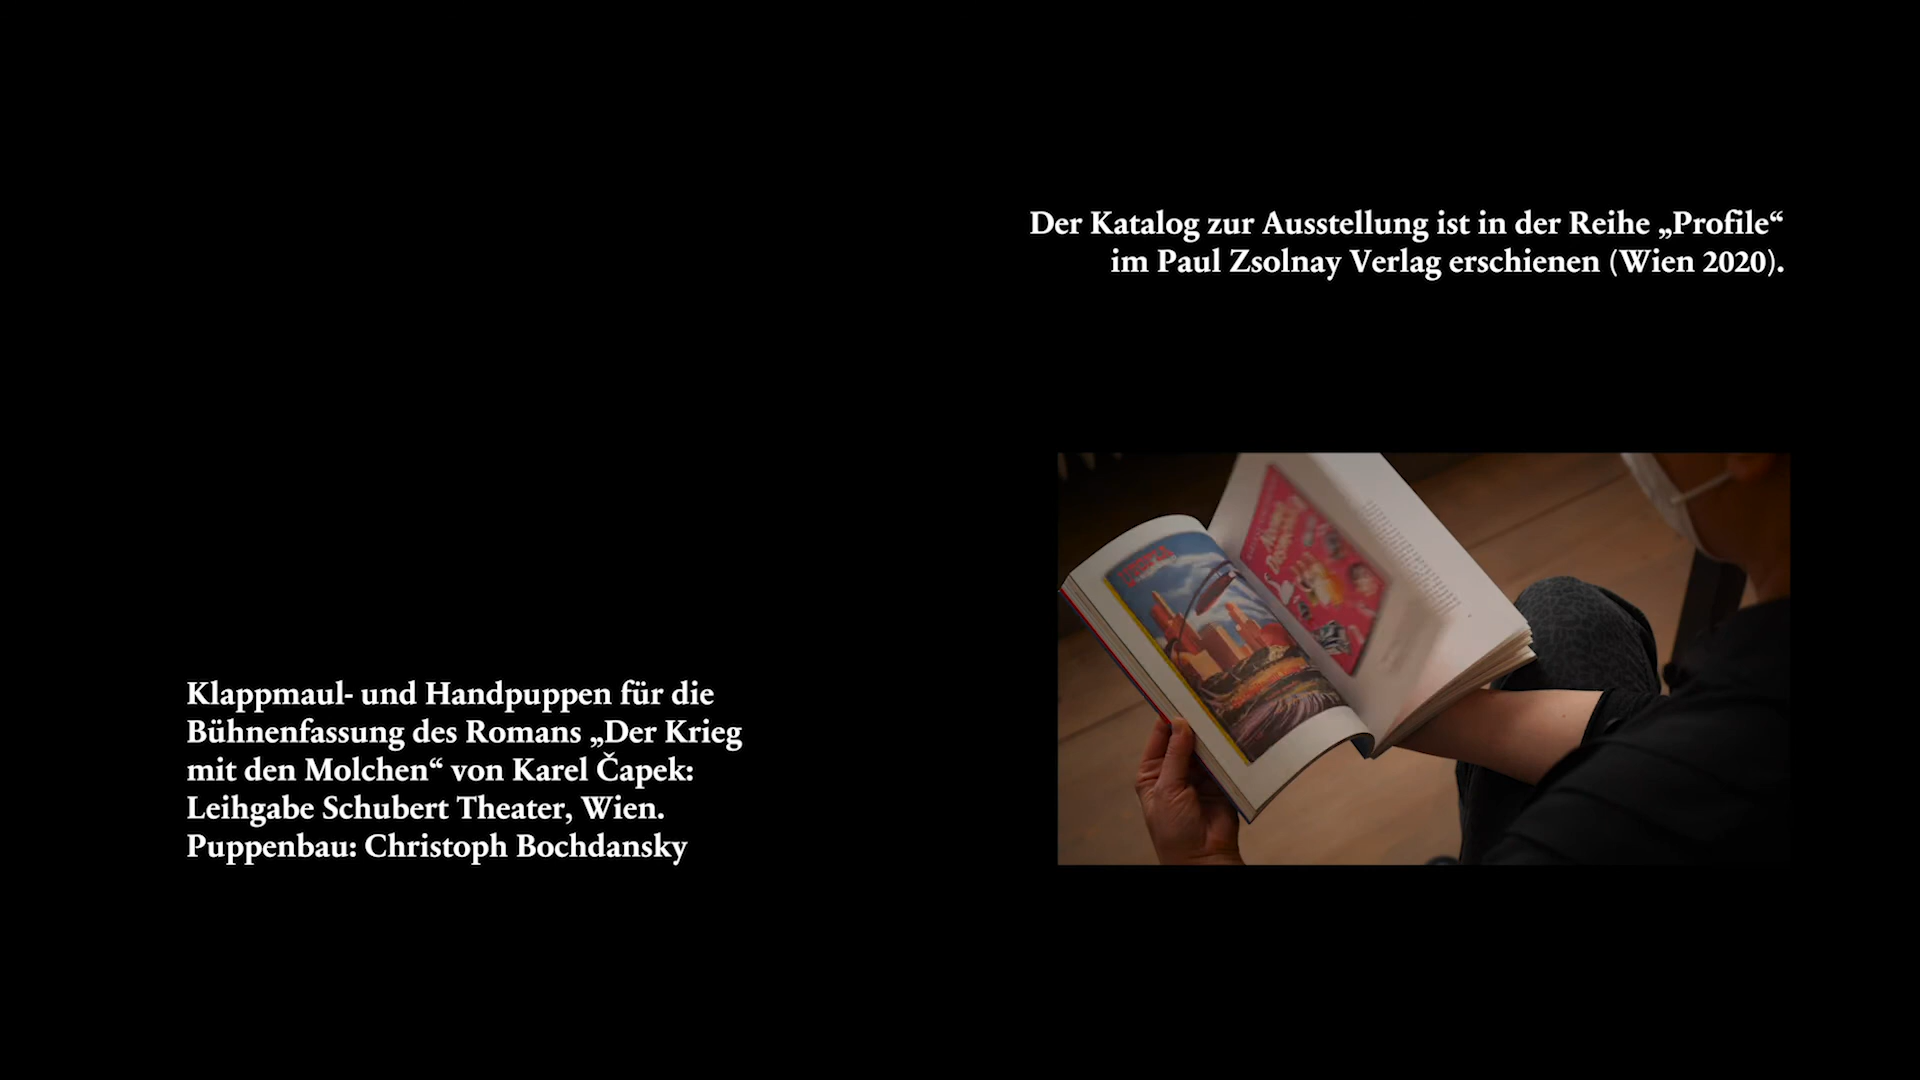 Der Katalog zur Ausstellung ist in der Reihe „Profile“
im Paul Zsolnay Verlag erschienen (Wien 2020).
Klappmaul- und Handpuppen für die
Bühnenfassung des Romans „Der Krieg
mit den Molchen“ von Karel Čapek:
Leihgabe Schubert Theater, Wien.
Puppenbau: Christoph Bochdansky